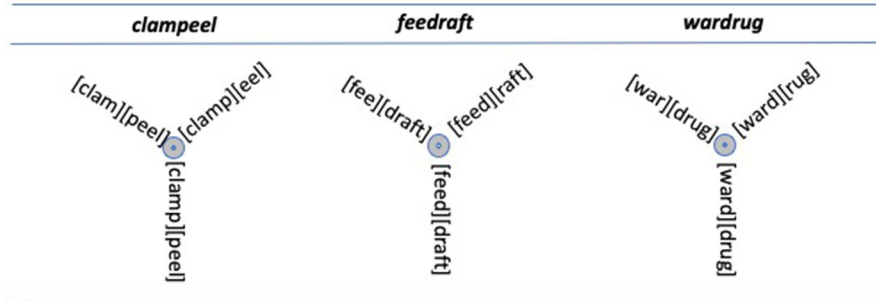 clampeel feedraft wardrug
[clam][peel] [clamp][eel] [fee][draft] [feed][raft] [war][drug] [ward][rug]
[clamp][peel] [feed][draft] [ward][drug]